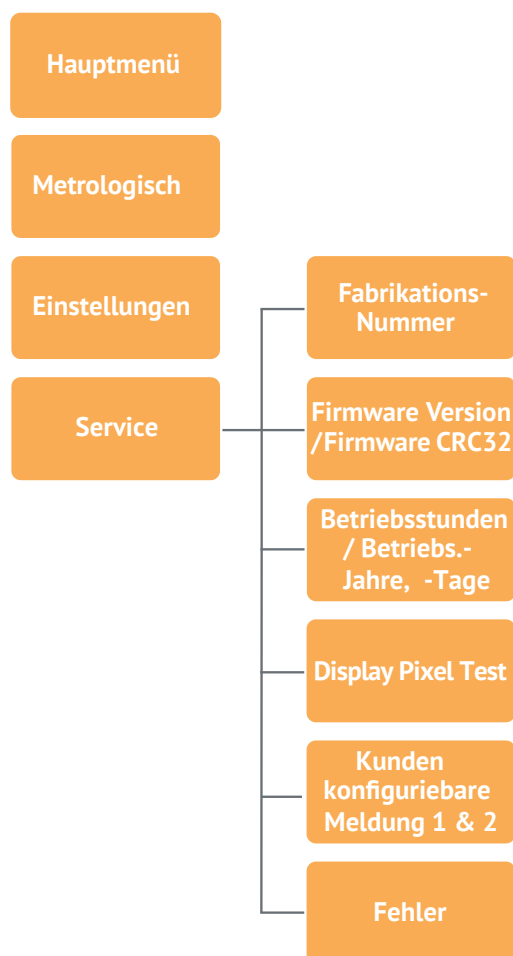 Hauptmenü
Metrologisch
Einstellungen
Service
Fabrikations-
Nummer
Firmware Version
/Firmware CRC32
Betriebsstunden
/ Betriebs.-
Jahre, -Tage
Display Pixel Test
Kunden
konfiguriebare
Meldung 1 & 2
Fehler